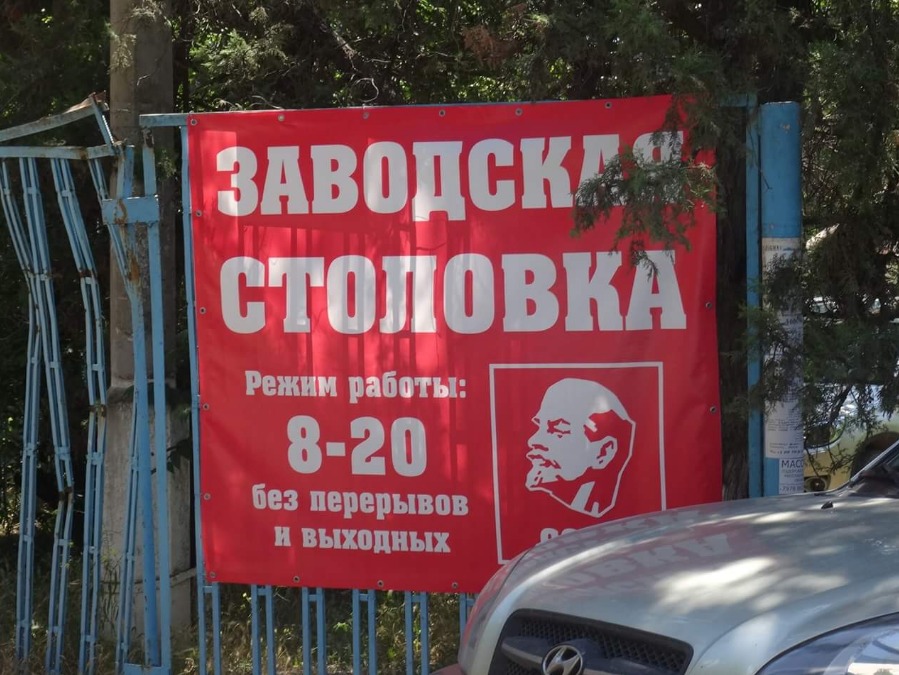 ЗАВОДСКАЯ
СТОЛОВКА
Режим работы:
8-20
без перерывов
и выходных